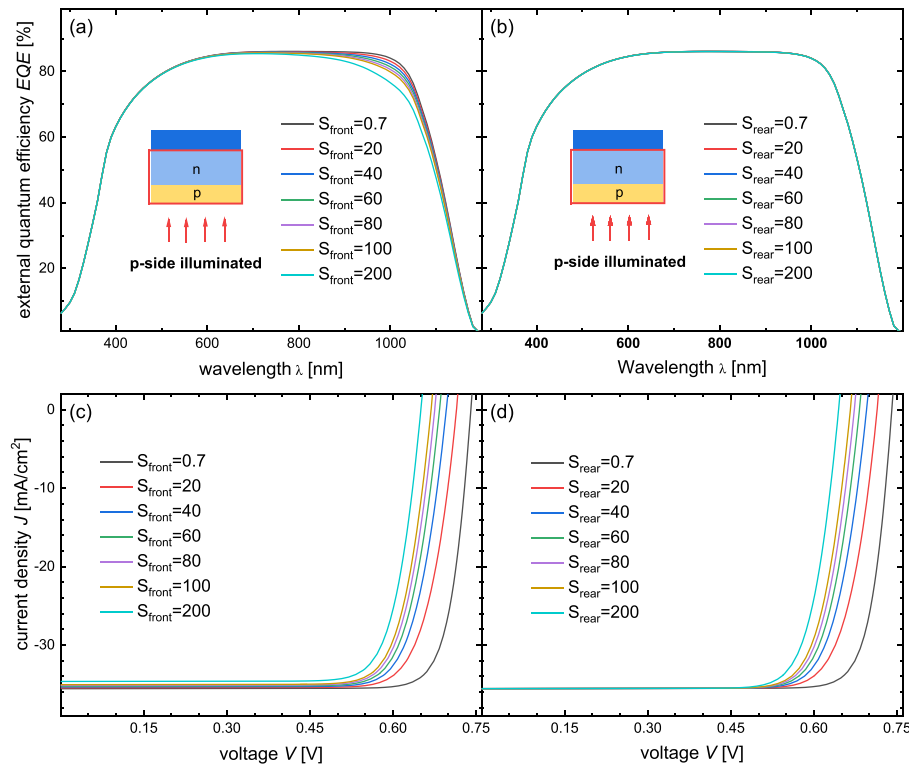 (a)
external quantum efficiency EQE [%]
80
60
40
20
S_front=0.7
S_front=20
S_front=40
S_front=60
S_front=80
S_front=100
S_front=200
n
p
p-side illuminated
400
600
800
1000
wavelength λ [nm]
(b)
S_rear=0.7
S_rear=20
S_rear=40
S_rear=60
S_rear=80
S_rear=100
S_rear=200
n
p
p-side illuminated
400
600
800
1000
Wavelength λ [nm]
(c)
current density J [mA/cm²]
0
-10
-20
-30
S_front=0.7
S_front=20
S_front=40
S_front=60
S_front=80
S_front=100
S_front=200
0.15
0.30
0.45
0.60
0.75
voltage V [V]
(d)
S_rear=0.7
S_rear=20
S_rear=40
S_rear=60
S_rear=80
S_rear=100
S_rear=200
0.15
0.30
0.45
0.60
0.75
voltage V [V]